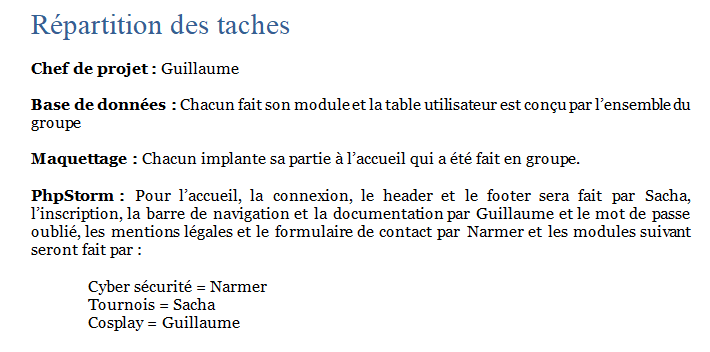 Répartition des taches
Chef de projet : Guillaume
Base de données : Chacun fait son module et la table utilisateur est conçu par l'ensemble du
groupe
Maquettage : Chacun implante sa partie à l'accueil qui a été fait en groupe.
PhpStorm : Pour l'accueil, la connexion, le header et le footer sera fait par Sacha,
l'inscription, la barre de navigation et la documentation par Guillaume et le mot de passe
oublié, les mentions légales et le formulaire de contact par Narmer et les modules suivant
seront fait par :
Cyber sécurité = Narmer
Tournois = Sacha
Cosplay = Guillaume